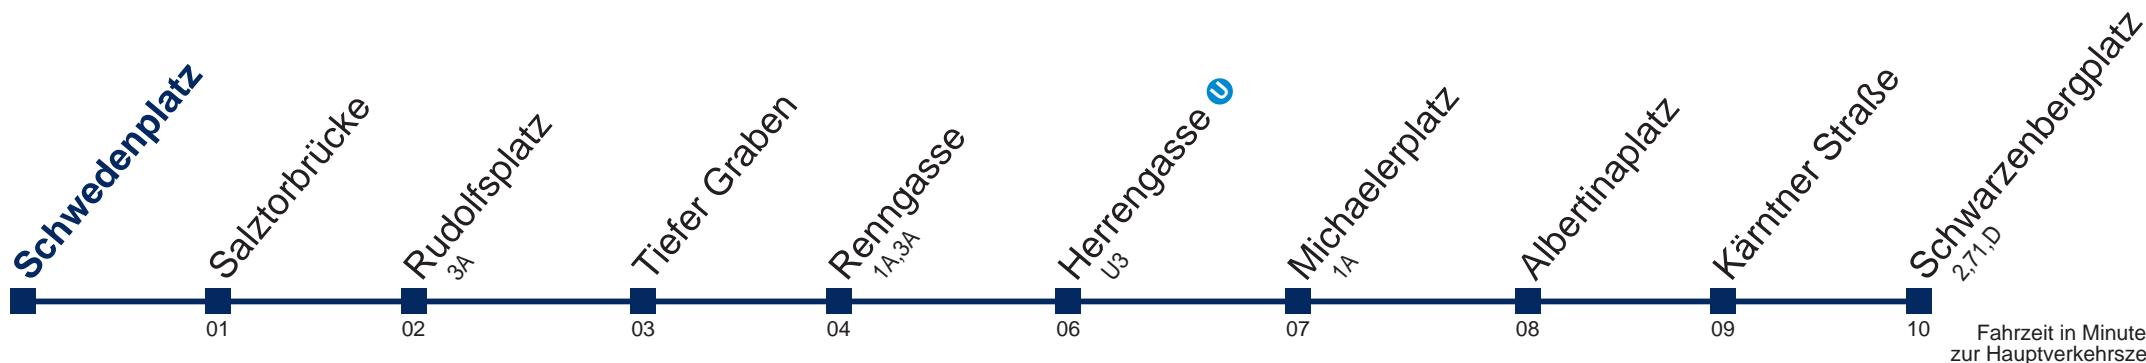 Schwedenplatz
Salztorbrücke
Rudolfsplatz
3A
Tiefer Graben
Renngasse
1A,3A
Herrengasse U
U3
Michaelerplatz
1A
Albertinaplatz
Kärntner Straße
Schwarzenbergplatz
2,71,D
01 02 03 04 06 07 08 09 10
Fahrzeit in Minute
zur Hauptverkehrsze